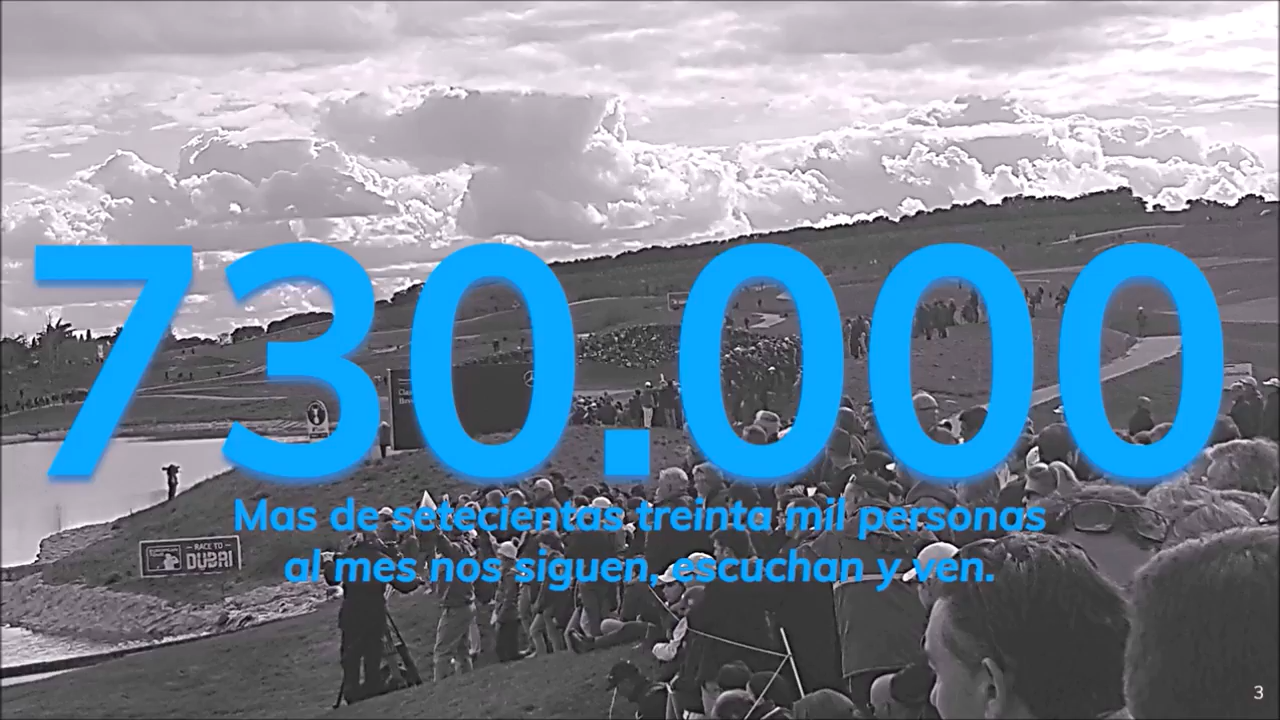 730.000
Mas de setecientas treinta mil personas
al mes nos siguen, escuchan y ven.
RACE TO
DUBAI
3